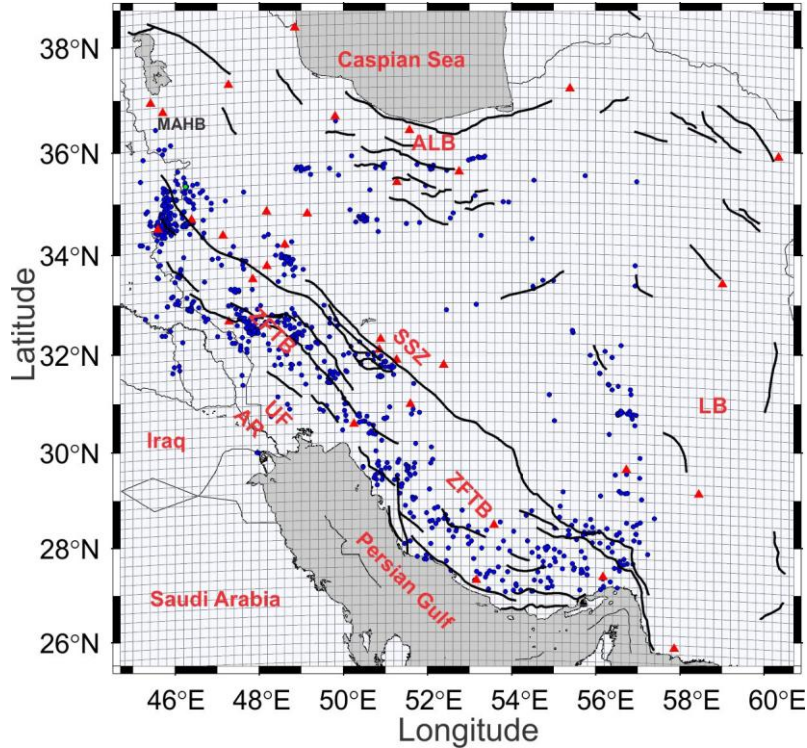 38°N
Caspian Sea
MAHB
ALB
36°N
34°N
Latitude
ZFTB
SSZ
32°N
LB
UF
AR
Iraq
30°N
ZFTB
28°N
Persian Gulf
Saudi Arabia
26°N
46°E 48°E 50°E 52°E 54°E 56°E 58°E 60°E
Longitude